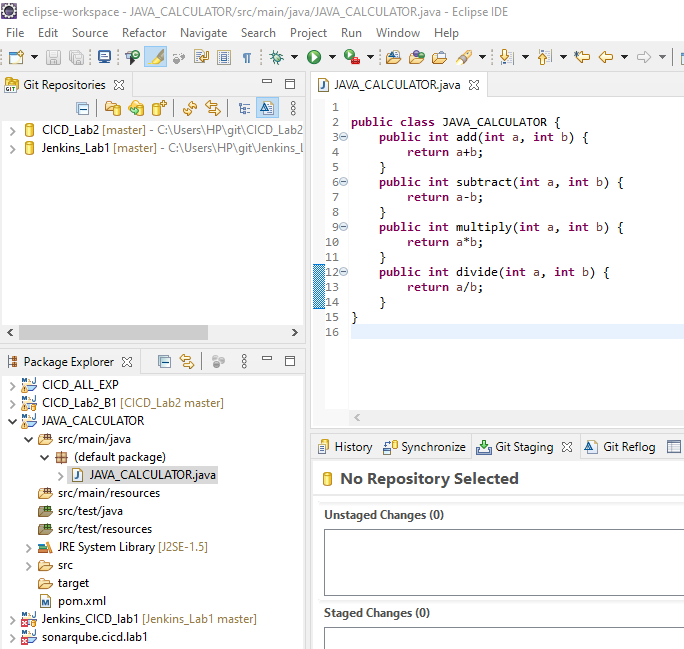 eclipse-workspace - JAVA_CALCULATOR/src/main/java/JAVA_CALCULATOR.java - Eclipse IDE
File Edit Source Refactor Navigate Search Project Run Window Help
Git Repositories
CICD_Lab2 [master] - C:\Users\HP\git\CICD_Lab2
Jenkins_Lab1 [master] - C:\Users\HP\git\Jenkins_L
JAVA_CALCULATOR.java
1
2 public class JAVA_CALCULATOR {
3 public int add(int a, int b) {
4 return a+b;
5 }
6 public int subtract(int a, int b) {
7 return a-b;
8 }
9 public int multiply(int a, int b) {
10 return a*b;
11 }
12 public int divide(int a, int b) {
13 return a/b;
14 }
15 }
16
Package Explorer
CICD_ALL_EXP
CICD_Lab2_B1 [CICD_Lab2 master]
JAVA_CALCULATOR
src/main/java
(default package)
JAVA_CALCULATOR.java
src/main/resources
src/test/java
src/test/resources
JRE System Library [J2SE-1.5]
src
target
pom.xml
Jenkins_CICD_lab1 [Jenkins_Lab1 master]
sonarqube.cicd.lab1
History Synchronize Git Staging Git Reflog
No Repository Selected
Unstaged Changes (0)
Staged Changes (0)